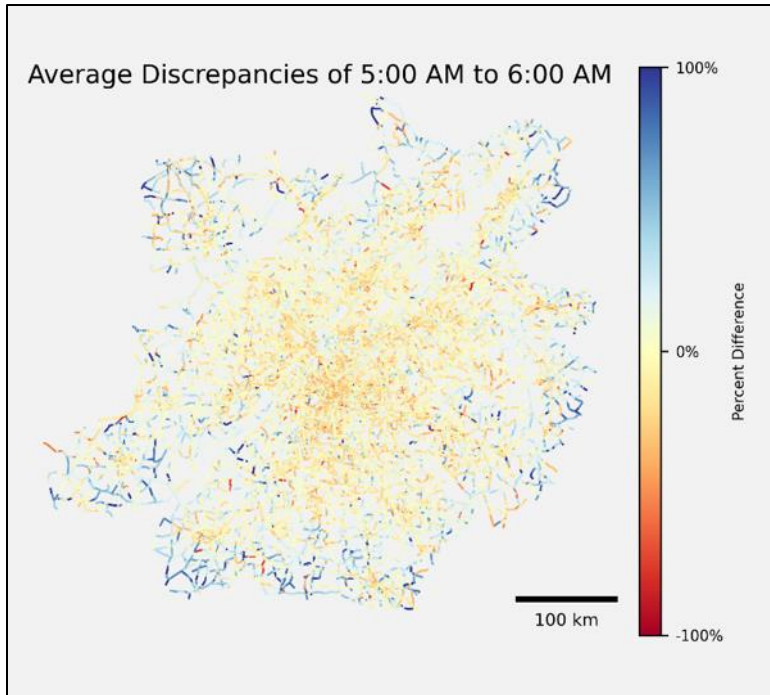 Average Discrepancies of 5:00 AM to 6:00 AM
100%
0%
-100%
Percent Difference
100 km